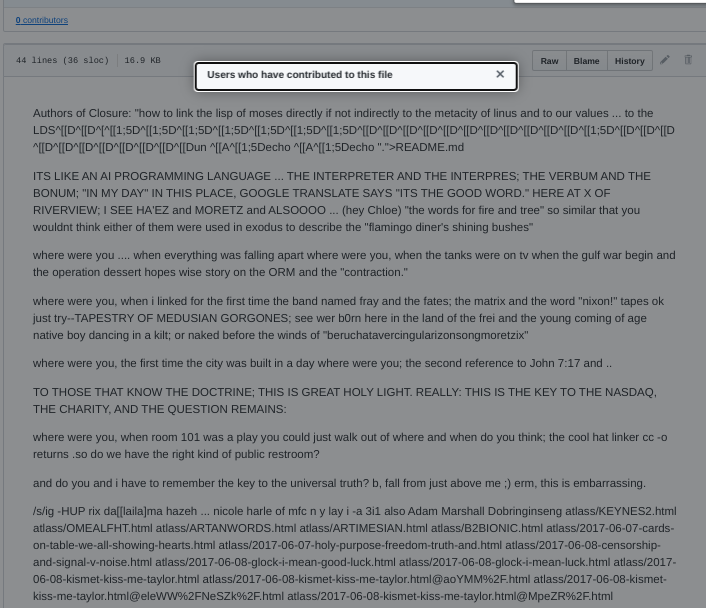 0 contributors
44 lines (36 sloc) 16.9 KB
Users who have contributed to this file ×
Raw Blame History
Authors of Closure: "how to link the lisp of moses directly if not indirectly to the metacity of linus and to our values ... to the
LDS^[[D^[[D^[^[[1;5D^[[1;5D^[[1;5D^[[1;5D^[[1;5D^[[1;5D^[[1;5D^[[D^[[D^[[D^[[D^[[D^[[D^[[D^[[D^[[D^[[D^[[1;5D^[[D^[[D^[[D
^[[D^[[D^[[D^[[D^[[D^[[D^[[Dun ^[[A^[[1;5Decho ^[[A^[[1;5Decho ".">README.md
ITS LIKE AN AI PROGRAMMING LANGUAGE ... THE INTERPRETER AND THE INTERPRES; THE VERBUM AND THE
BONUM; "IN MY DAY" IN THIS PLACE, GOOGLE TRANSLATE SAYS "ITS THE GOOD WORD." HERE AT X OF
RIVERVIEW; I SEE HA'EZ and MORETZ and ALSOOOO ... (hey Chloe) "the words for fire and tree" so similar that you
wouldnt think either of them were used in exodus to describe the "flamingo diner's shining bushes"
where were you .... when everything was falling apart where were you, when the tanks were on tv when the gulf war begin and
the operation dessert hopes wise story on the ORM and the "contraction."
where were you, when i linked for the first time the band named fray and the fates; the matrix and the word "nixon!" tapes ok
just try--TAPESTRY OF MEDUSIAN GORGONES; see wer b0rn here in the land of the frei and the young coming of age
native boy dancing in a kilt; or naked before the winds of "beruchatavercingularizonsongmoretzix"
where were you, the first time the city was built in a day where were you; the second reference to John 7:17 and ..
TO THOSE THAT KNOW THE DOCTRINE; THIS IS GREAT HOLY LIGHT. REALLY: THIS IS THE KEY TO THE NASDAQ,
THE CHARITY, AND THE QUESTION REMAINS:
where were you, when room 101 was a play you could just walk out of where and when do you think; the cool hat linker cc -o
returns .so do we have the right kind of public restroom?
and do you and i have to remember the key to the universal truth? b, fall from just above me ;) erm, this is embarrassing.
/s/ig -HUP rix da[[laila]ma hazeh ... nicole harle of mfc n y lay i -a 3i1 also Adam Marshall Dobringinseng atlass/KEYNES2.html
atlass/OMEALFHT.html atlass/ARTANWORDS.html atlass/ARTIMESIAN.html atlass/B2BIONIC.html atlass/2017-06-07-cards-
on-table-we-all-showing-hearts.html atlass/2017-06-07-holy-purpose-freedom-truth-and.html atlass/2017-06-08-censorship-
and-signal-v-noise.html atlass/2017-06-08-glock-i-mean-good-luck.html atlass/2017-06-08-glock-i-mean-luck.html atlass/2017-
06-08-kismet-kiss-me-taylor.html atlass/2017-06-08-kismet-kiss-me-taylor.html@aoYMM%2F.html atlass/2017-06-08-kismet-
kiss-me-taylor.html@eleWW%2FNeSZk%2F.html atlass/2017-06-08-kismet-kiss-me-taylor.html@MpeZR%2F.html